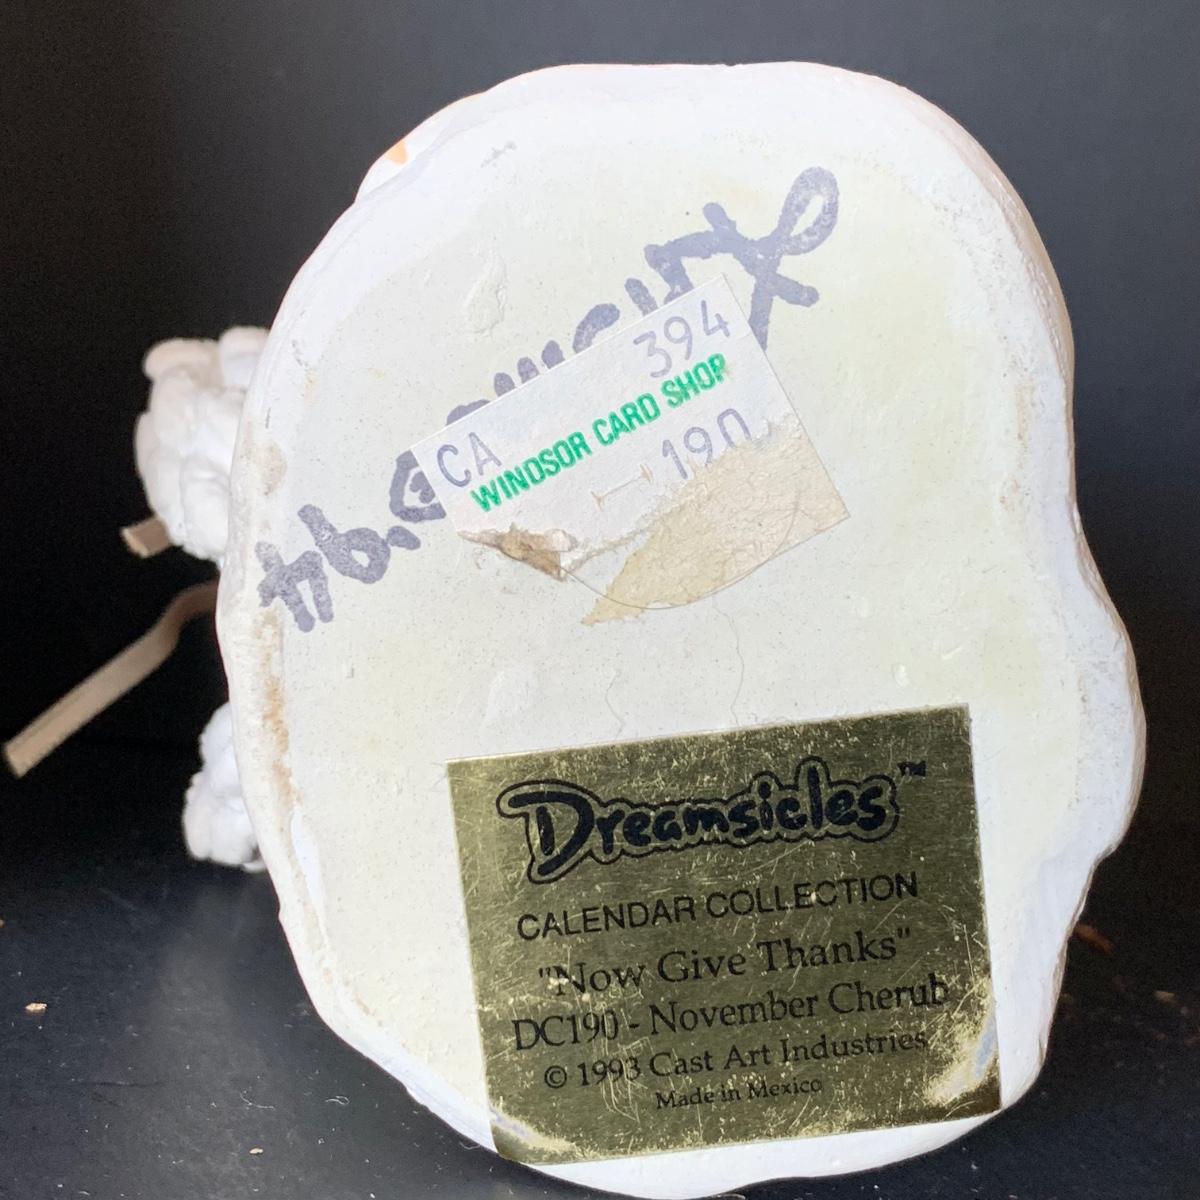 CA 394
WINDSOR CARD SHOP
190
Dreamsicles™
CALENDAR COLLECTION
"Now Give Thanks"
DC190 - November Cherub
© 1993 Cast Art Industries
Made in Mexico